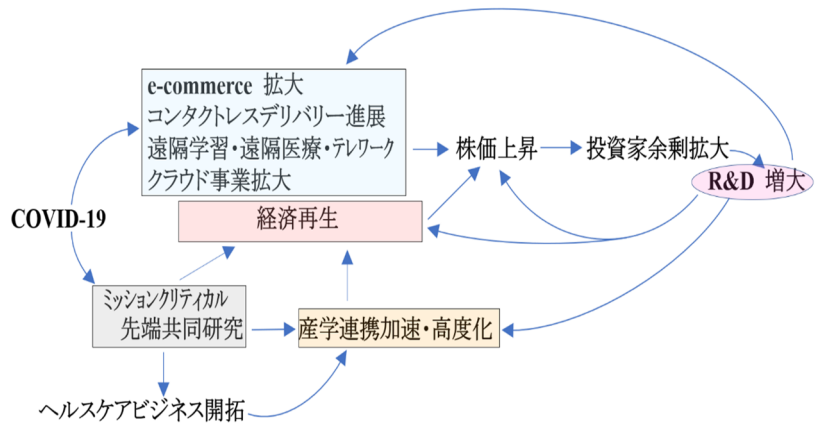 e-commerce 拡大
コンタクトレスデリバリー進展
遠隔学習・遠隔医療・テレワーク
クラウド事業拡大
株価上昇
投資家余剰拡大
R&D 増大
経済再生
COVID-19
ミッションクリティカル
先端共同研究
産学連携加速・高度化
ヘルスケアビジネス開拓